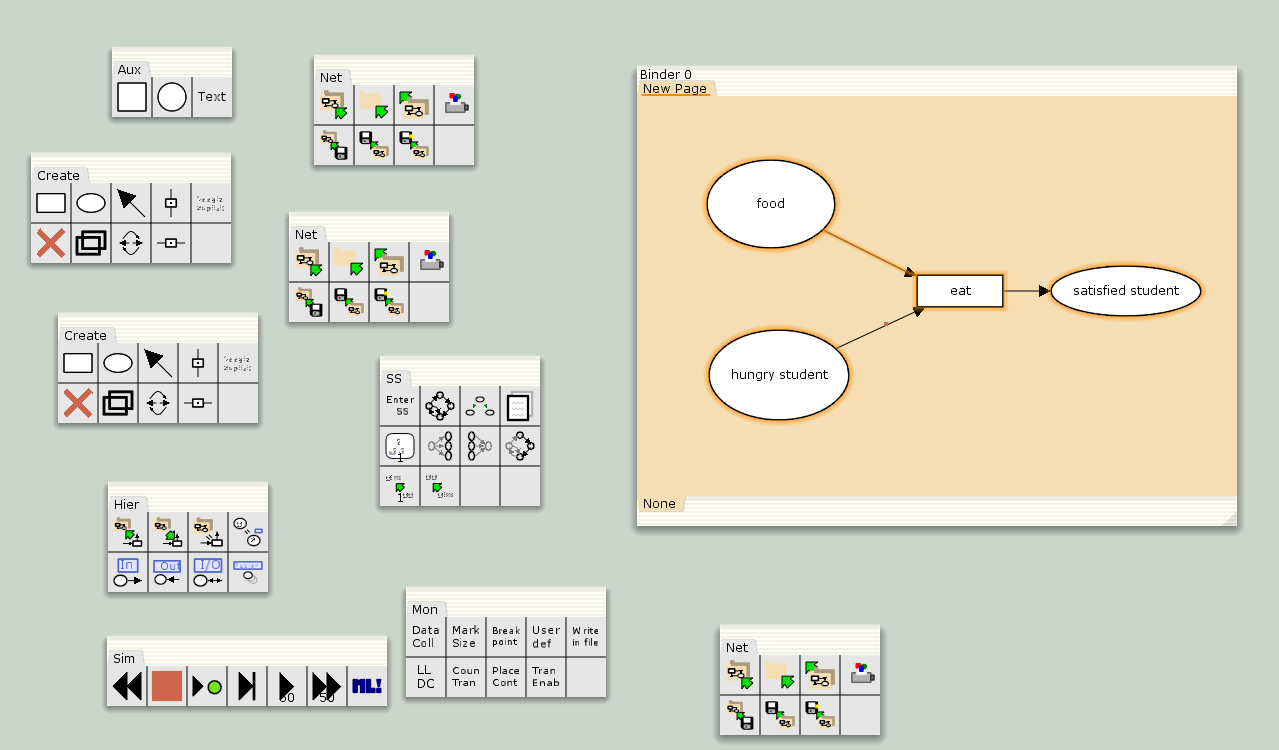 Aux
Text
Net
Binder 0
New Page
Create
food
Net
eat
satisfied student
Create
hungry student
SS
Enter
SS
1
1
None
Hier
In
Out
I/O
Mon
Data
Coll
Mark
Size
Break
point
User
def
Write
in file
LL
DC
Coun
Tran
Place
Cont
Tran
Enab
Sim
50
50
ML!
Net